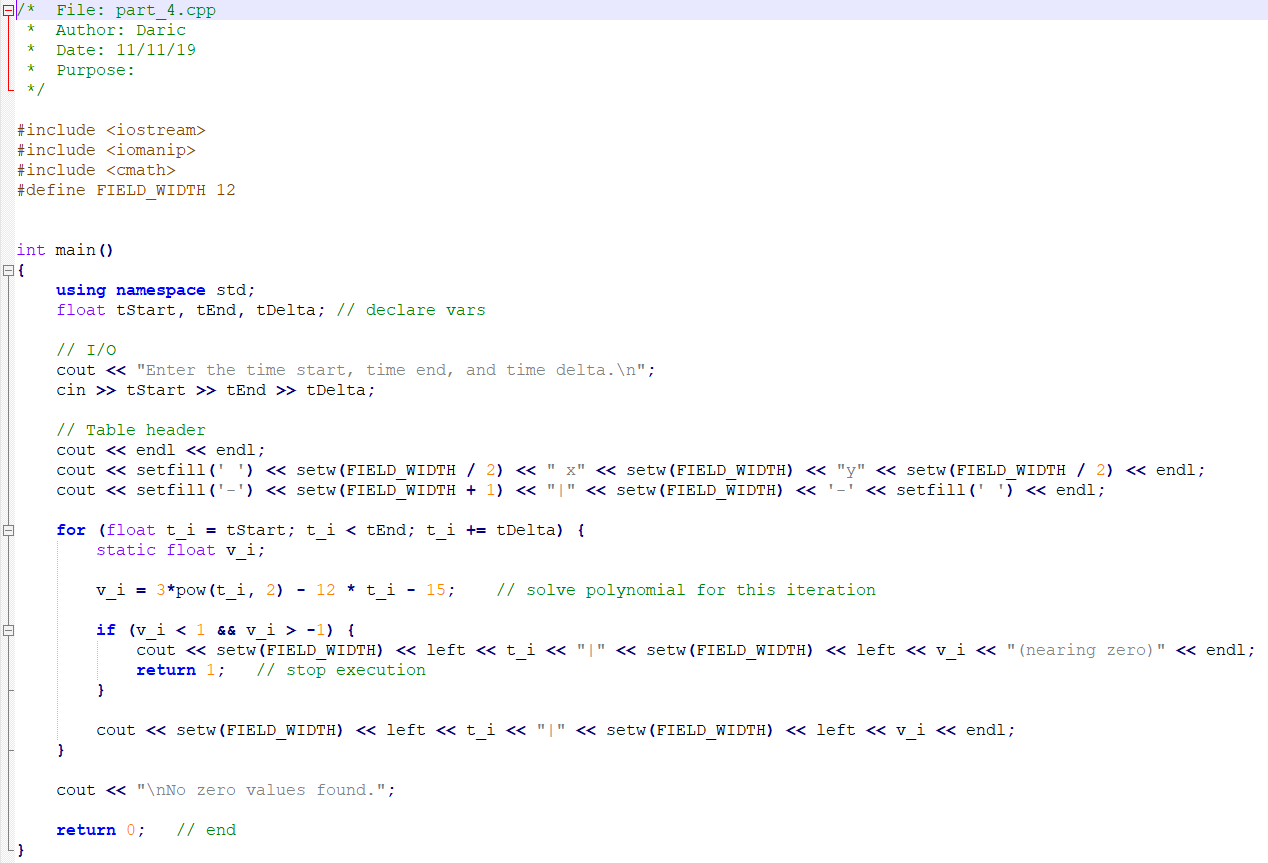 /*  File: part_4.cpp
 *  Author: Daric
 *  Date: 11/11/19
 *  Purpose:
 */

#include <iostream>
#include <iomanip>
#include <cmath>
#define FIELD_WIDTH 12


int main()
{
    using namespace std;
    float tStart, tEnd, tDelta; // declare vars

    // I/O
    cout << "Enter the time start, time end, and time delta.\n";
    cin >> tStart >> tEnd >> tDelta;

    // Table header
    cout << endl << endl;
    cout << setfill(' ') << setw(FIELD_WIDTH / 2) << " x" << setw(FIELD_WIDTH) << "y" << setw(FIELD_WIDTH / 2) << endl;
    cout << setfill('-') << setw(FIELD_WIDTH + 1) << "|" << setw(FIELD_WIDTH) << '-' << setfill(' ') << endl;

    for (float t_i = tStart; t_i < tEnd; t_i += tDelta) {
        static float v_i;

        v_i = 3*pow(t_i, 2) - 12 * t_i - 15;    // solve polynomial for this iteration

        if (v_i < 1 && v_i > -1) {
            cout << setw(FIELD_WIDTH) << left << t_i << "|" << setw(FIELD_WIDTH) << left << v_i << "(nearing zero)" << endl;
            return 1;   // stop execution
        }

        cout << setw(FIELD_WIDTH) << left << t_i << "|" << setw(FIELD_WIDTH) << left << v_i << endl;
    }

    cout << "\nNo zero values found.";

    return 0;   // end
}